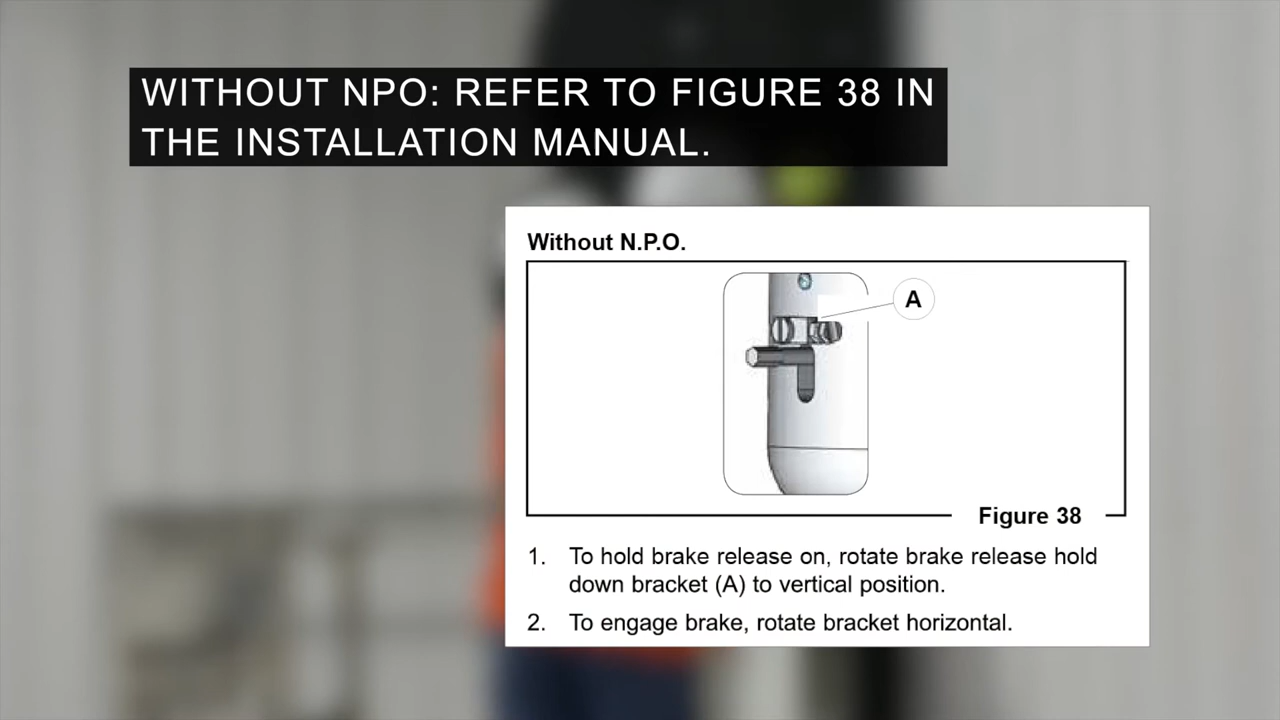 WITHOUT NPO: REFER TO FIGURE 38 IN
THE INSTALLATION MANUAL.
Without N.P.O.
A
Figure 38
1. To hold brake release on, rotate brake release hold
down bracket (A) to vertical position.
2. To engage brake, rotate bracket horizontal.